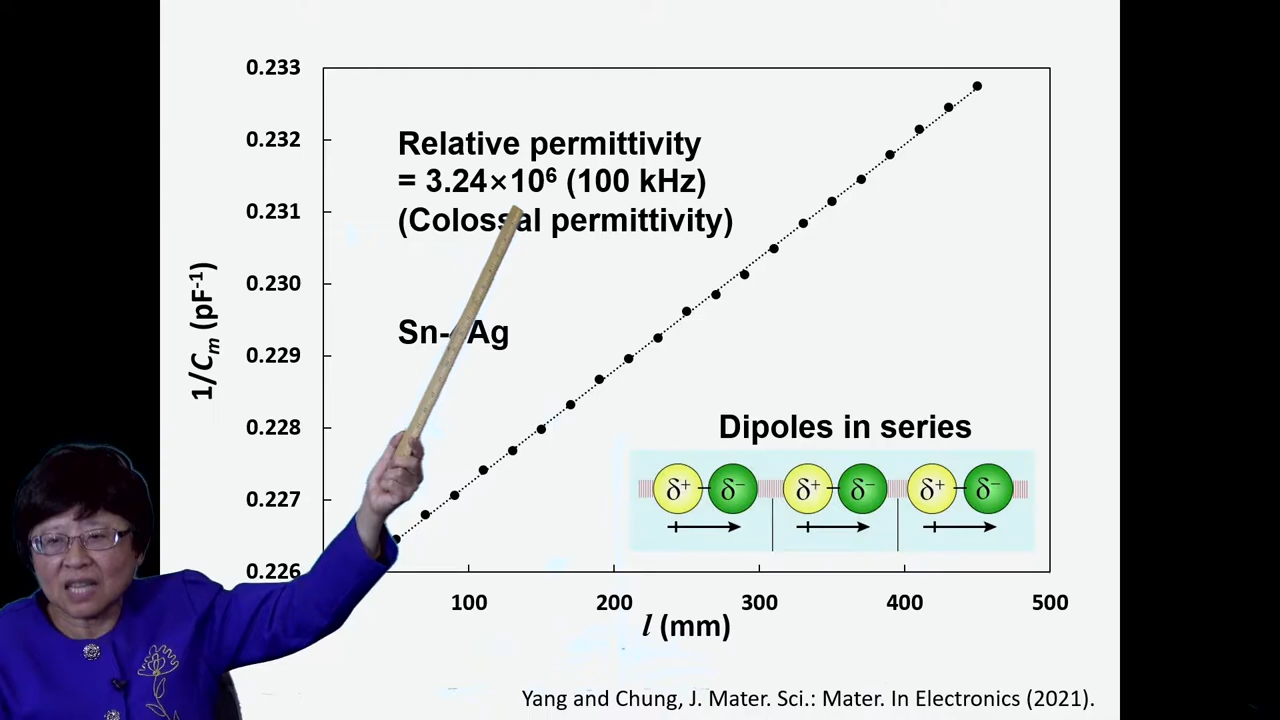 0.233
0.232
0.231
0.230
0.229
0.228
0.227
0.226
1/Cₘ (pF⁻¹)
Relative permittivity
= 3.24×10⁶ (100 kHz)
(Colossal permittivity)
Sn- Ag
Dipoles in series
δ⁺ δ⁻ δ⁺ δ⁻ δ⁺ δ⁻
100 200 300 400 500
l (mm)
Yang and Chung, J. Mater. Sci.: Mater. In Electronics (2021).